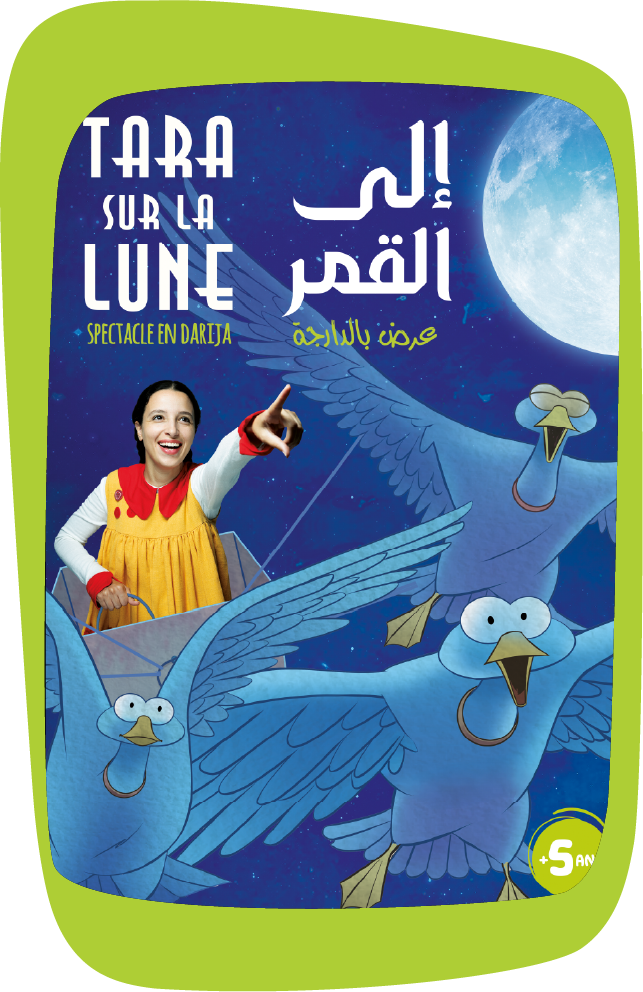 TARA
SUR LA
LUNE
SPECTACLE EN DARIJA
إلى
القمر
عرض بالدارجة
+5 AN